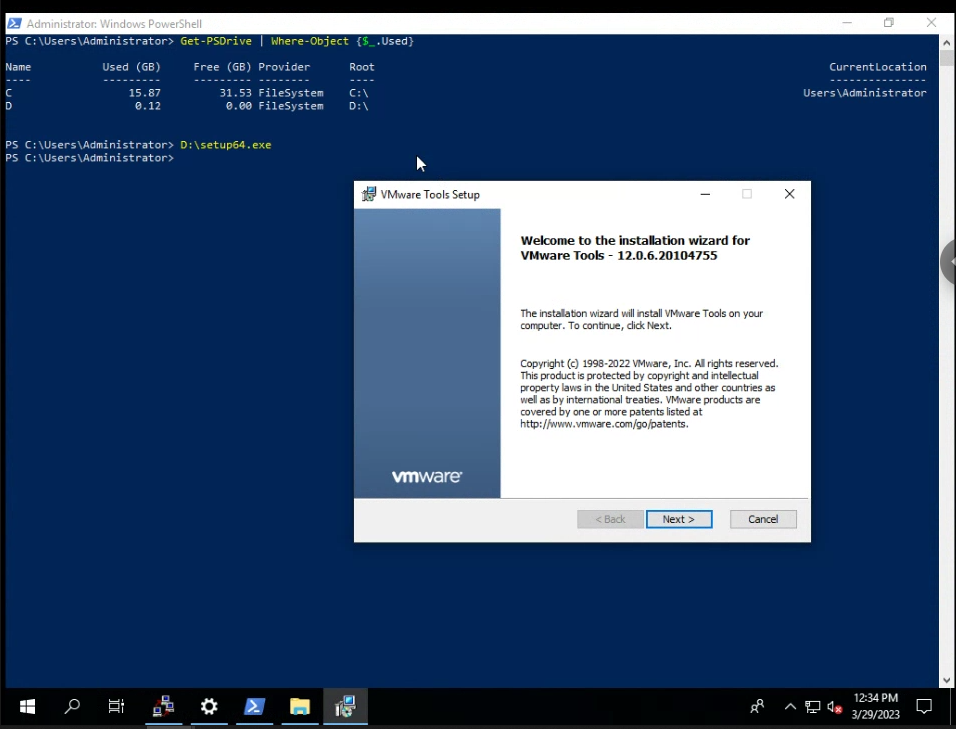 Administrator: Windows PowerShell
PS C:\Users\Administrator> Get-PSDrive | Where-Object {$_.Used}
Name Used (GB) Free (GB) Provider Root CurrentLocation
---- --------- --------- -------- ---- ---------------
C 15.87 31.53 FileSystem C:\ Users\Administrator
D 0.12 0.00 FileSystem D:\
PS C:\Users\Administrator> D:\setup64.exe
PS C:\Users\Administrator>
VMware Tools Setup
Welcome to the installation wizard for
VMware Tools - 12.0.6.20104755
The installation wizard will install VMware Tools on your
computer. To continue, click Next.
Copyright (c) 1998-2022 VMware, Inc. All rights reserved.
This product is protected by copyright and intellectual
property laws in the United States and other countries as
well as by international treaties. VMware products are
covered by one or more patents listed at
http://www.vmware.com/go/patents.
vmware®
< Back Next > Cancel
12:34 PM
3/29/2023